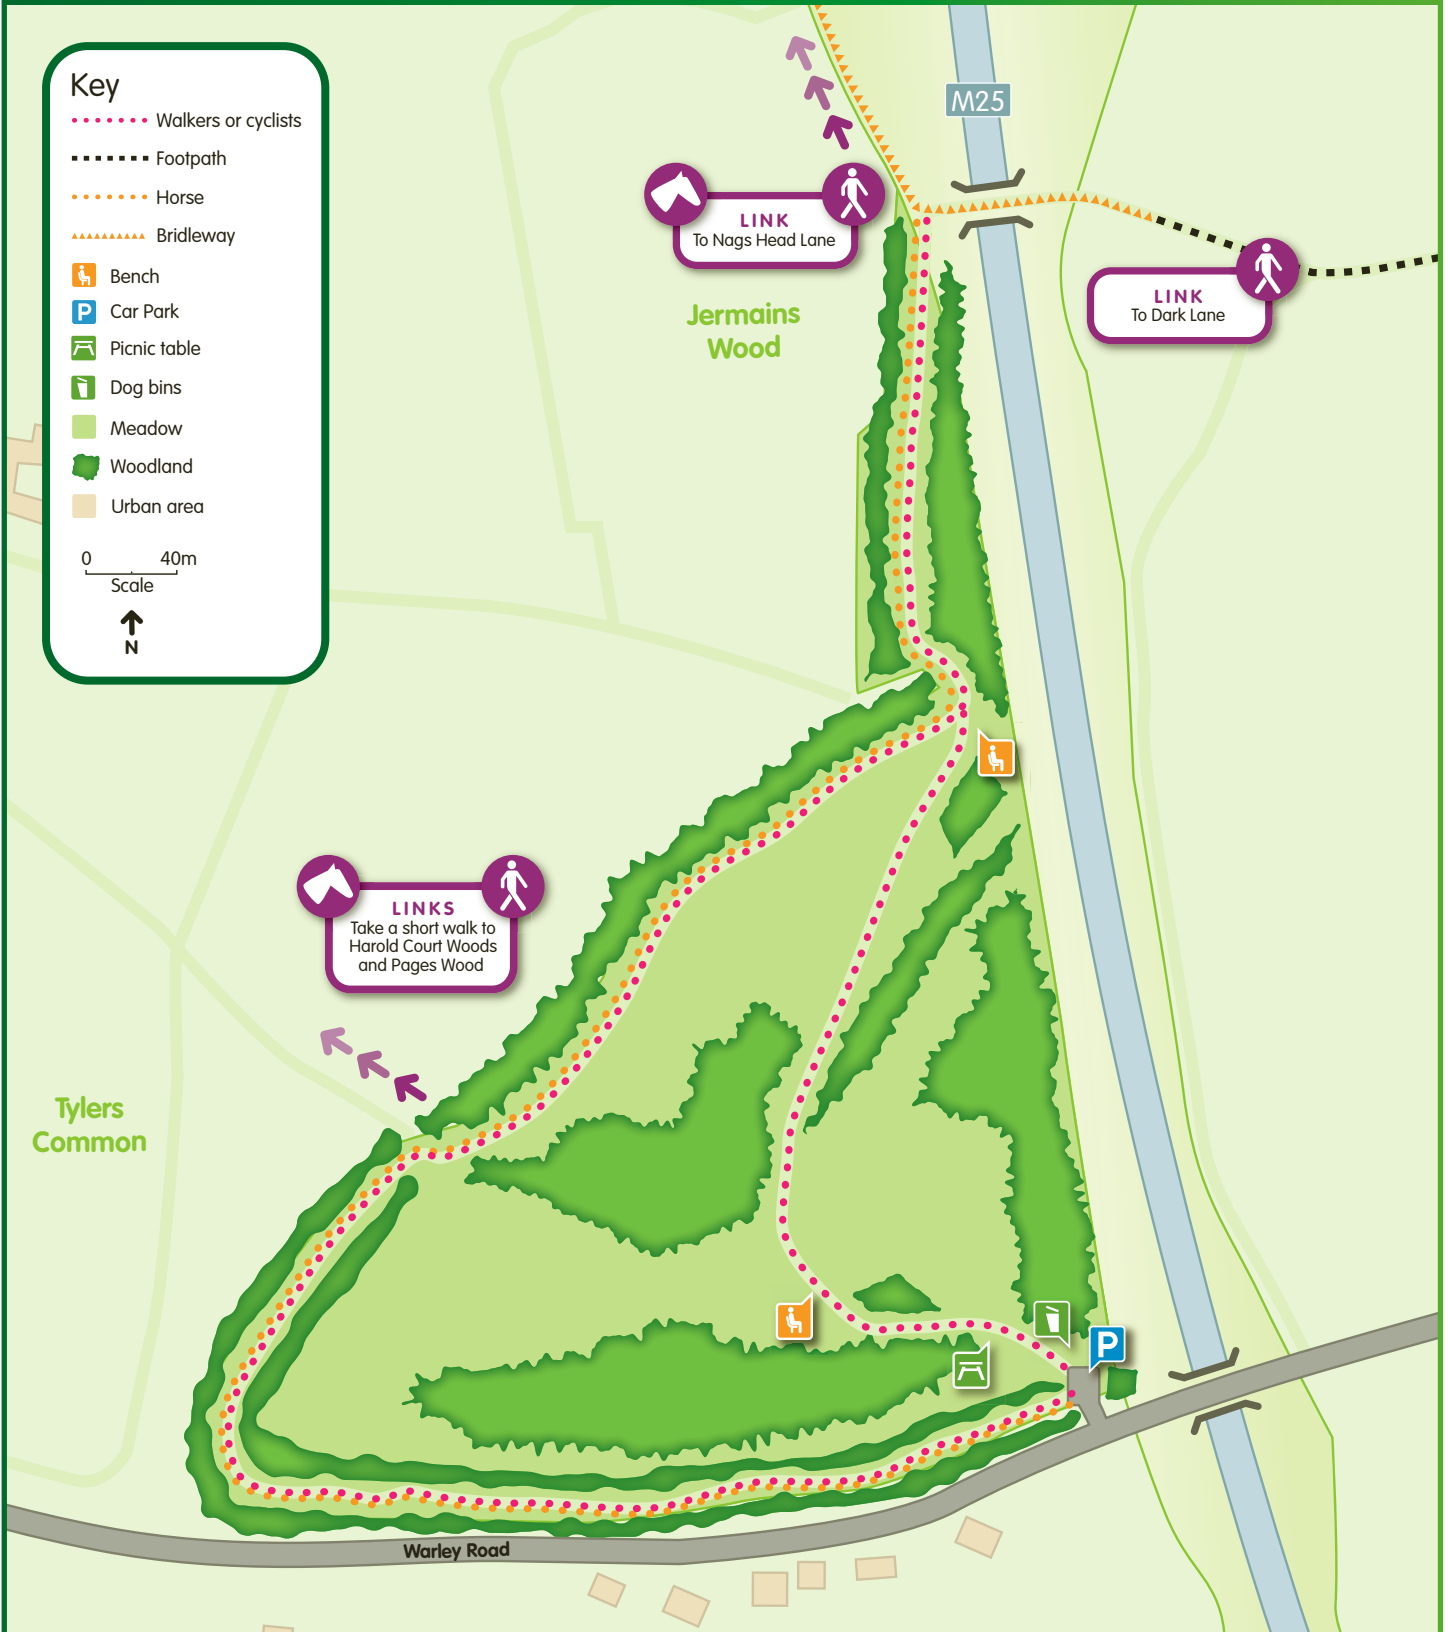 Key
Walkers or cyclists
Footpath
Horse
Bridleway
Bench
P
Car Park
Picnic table
Dog bins
Meadow
Woodland
Urban area
0 40m
Scale
N
M25
LINK
To Nags Head Lane
LINK
To Dark Lane
Jermains
Wood
LINKS
Take a short walk to
Harold Court Woods
and Pages Wood
Tylers
Common
P
Warley Road